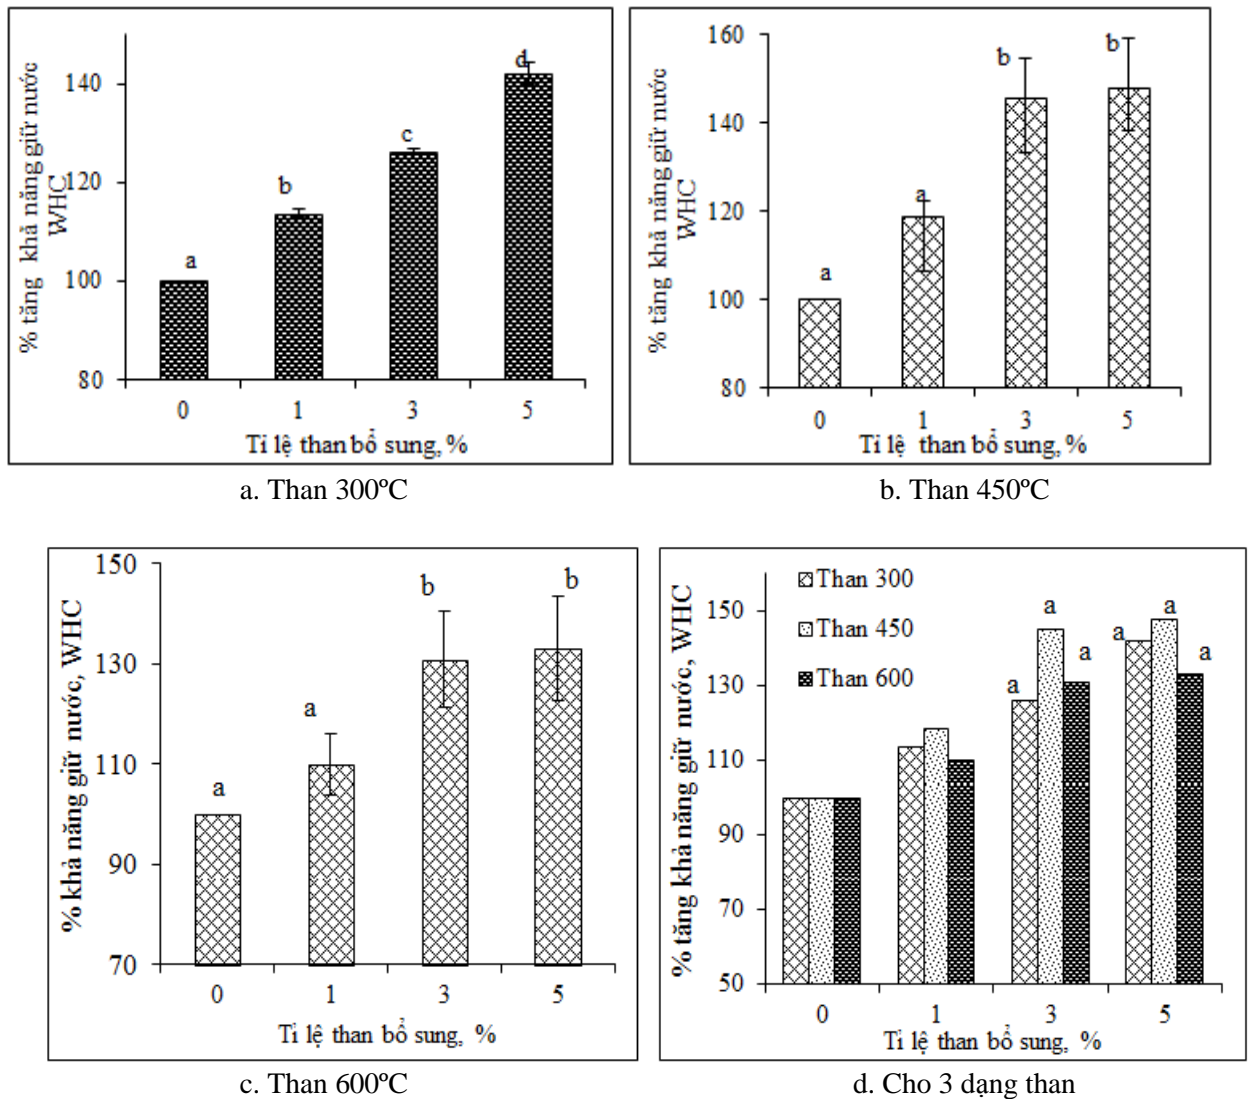 % tăng khả năng giữ nước
WHC
140
120
100
80
a
b
c
d
0 1 3 5
Tỉ lệ than bổ sung, %
a. Than 300ºC
% tăng khả năng giữ nước
WHC
160
140
120
100
80
a
a
b
b
0 1 3 5
Tỉ lệ than bổ sung, %
b. Than 450ºC
% khả năng giữ nước, WHC
150
130
110
90
70
a
a
b
b
0 1 3 5
Tỉ lệ than bổ sung, %
c. Than 600ºC
% tăng khả năng giữ nước, WHC
150
130
110
90
70
50
Than 300
Than 450
Than 600
a a a
a a a
0 1 3 5
Tỉ lệ than bổ sung, %
d. Cho 3 dạng than